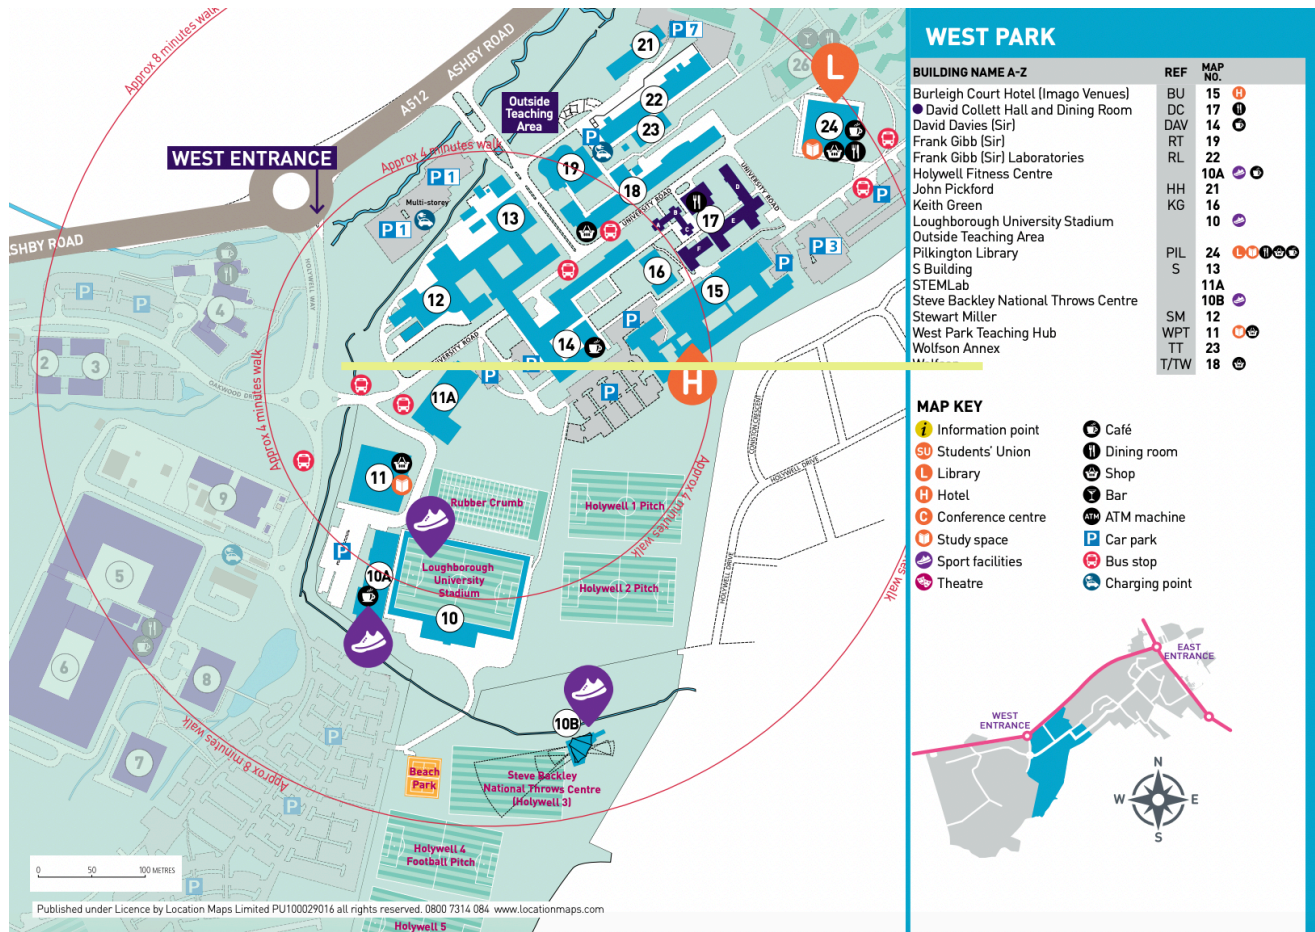 Approx 8 minutes walk
ASHBY ROAD
A512
Outside
Teaching
Area
WEST ENTRANCE
Approx 4 minutes walk
ASHBY ROAD
HOLYWELL WAY
P 1
Multi-storey
P 1
P 7
21
22
23
P
19
18
UNIVERSITY ROAD
UNIVERSITY ROAD
26
L
24
P
17
A
B
C
D
E
F
P 3
P
13
16
15
12
14
P
UNIVERSITY ROAD
P
P
H
11A
P
4
P
P
2
3
OAKWOOD DRIVE
Approx 4 minutes walk
11
9
5
6
8
7
Rubber Crumb
Holywell 1 Pitch
Approx 4 minutes walk
P
10A
Loughborough
University
Stadium
10
Holywell 2 Pitch
HOLYWELL DRIVE
HOLYWELL DRIVE
10B
Beach
Park
Steve Backley
National Throws Centre
(Holywell 3)
Approx 8 minutes walk
P
P
P
Holywell 4
Football Pitch
Holywell 5
0 50 100 METRES
Published under Licence by Location Maps Limited PU100029016 all rights reserved. 0800 7314 084 www.locationmaps.com
WEST PARK
BUILDING NAME A-Z REF MAP NO.
Burleigh Court Hotel (Imago Venues) BU 15 H
David Collett Hall and Dining Room DC 17
David Davies (Sir) DAV 14
Frank Gibb (Sir) RT 19
Frank Gibb (Sir) Laboratories RL 22
Holywell Fitness Centre 10A
John Pickford HH 21
Keith Green KG 16
Loughborough University Stadium 10
Outside Teaching Area
Pilkington Library PIL 24 L
S Building S 13
STEMLab 11A
Steve Backley National Throws Centre 10B
Stewart Miller SM 12
West Park Teaching Hub WPT 11
Wolfson Annex TT 23
T/TW 18
MAP KEY
i Information point
SU Students' Union
L Library
H Hotel
C Conference centre
Study space
Sport facilities
Theatre
Café
Dining room
Shop
Bar
ATM ATM machine
P Car park
Bus stop
Charging point
EAST
ENTRANCE
WEST
ENTRANCE
N
W E
S